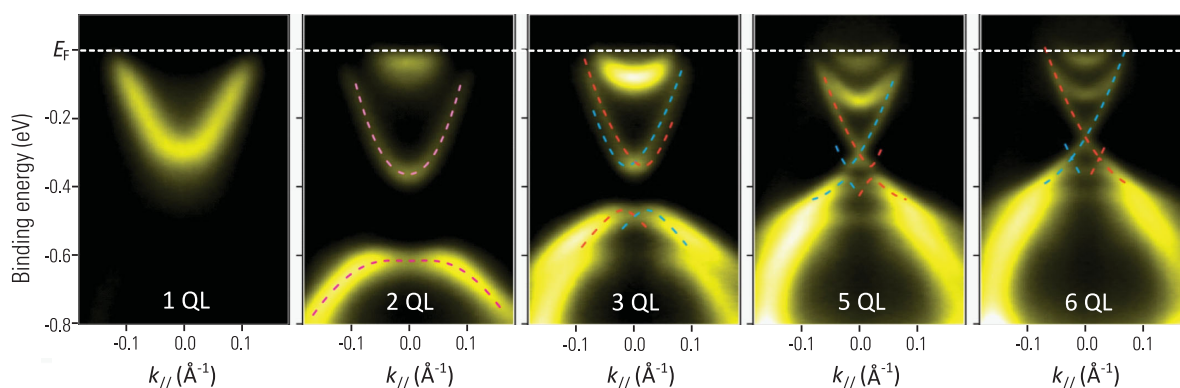 E_F
0.0
-0.2
-0.4
-0.6
-0.8
Binding energy (eV)
1 QL
2 QL
3 QL
5 QL
6 QL
-0.1 0.0 0.1
-0.1 0.0 0.1
-0.1 0.0 0.1
-0.1 0.0 0.1
-0.1 0.0 0.1
k// (Å⁻¹)
k// (Å⁻¹)
k// (Å⁻¹)
k// (Å⁻¹)
k// (Å⁻¹)